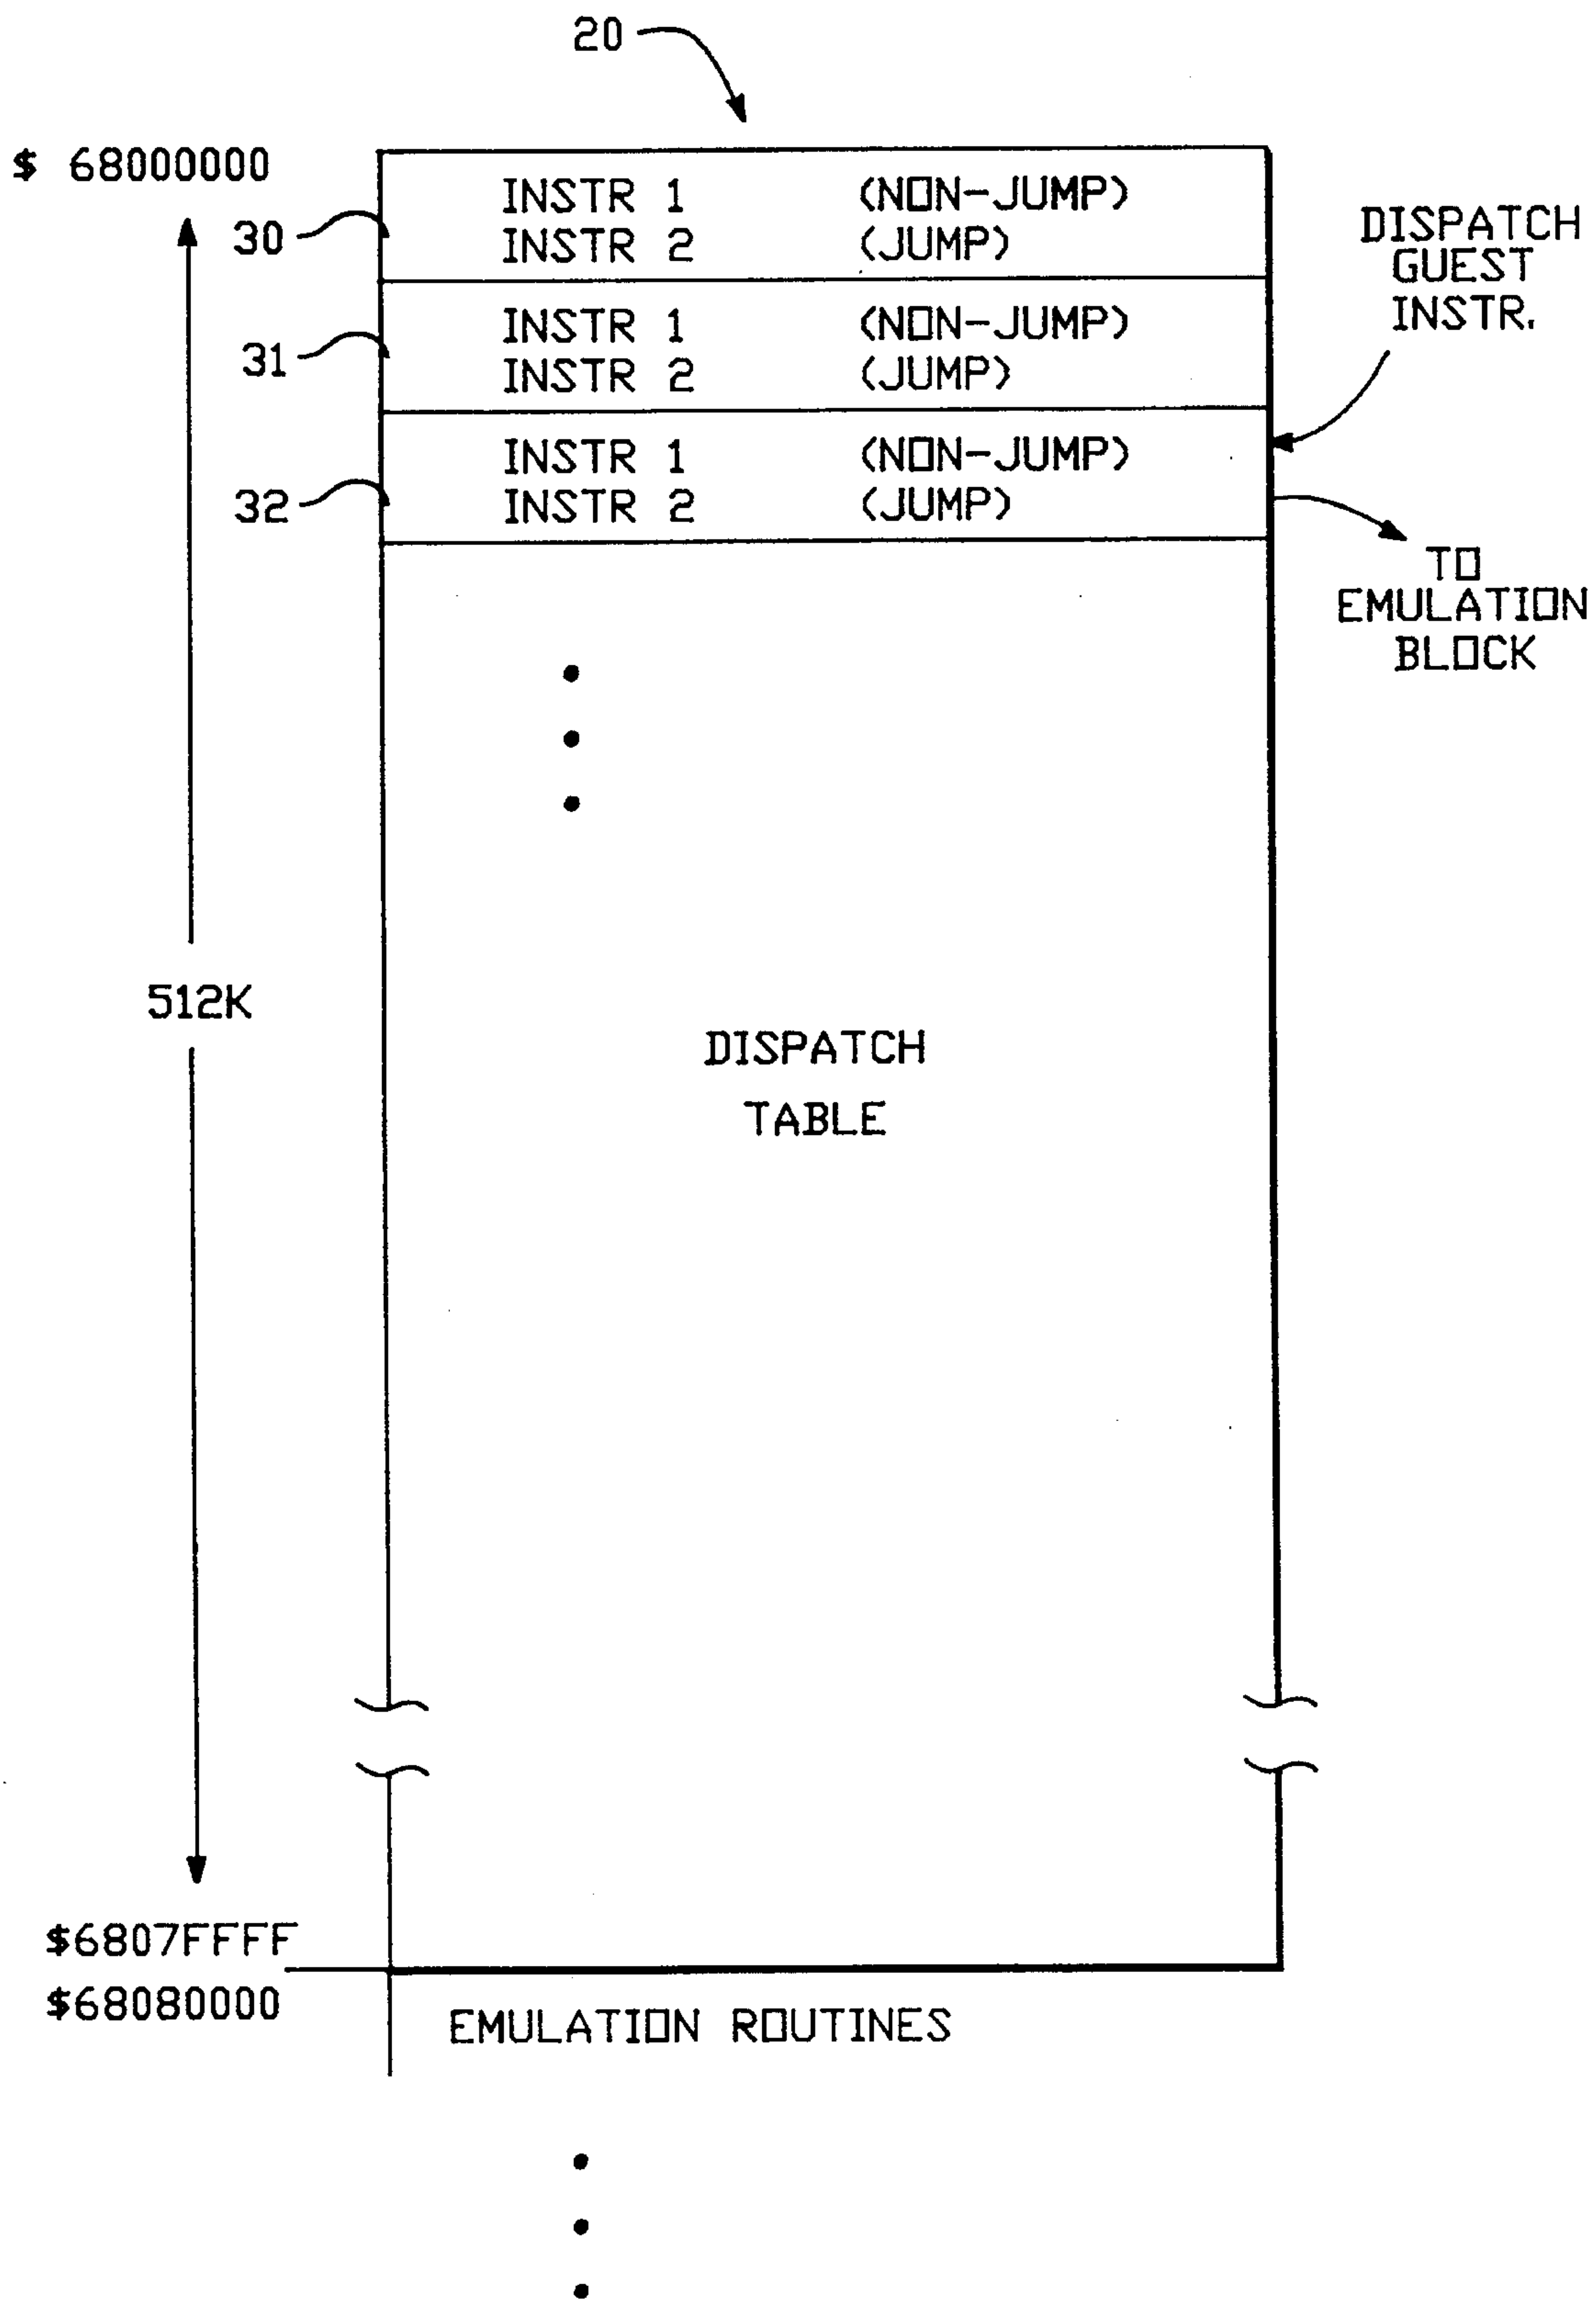 20
$ 68000000
INSTR 1 (NON-JUMP)
30 INSTR 2 (JUMP)
DISPATCH
GUEST
INSTR.
INSTR 1 (NON-JUMP)
31 INSTR 2 (JUMP)
INSTR 1 (NON-JUMP)
32 INSTR 2 (JUMP)
TO
EMULATION
BLOCK
512K
DISPATCH
TABLE
$6807FFFF
$68080000
EMULATION ROUTINES